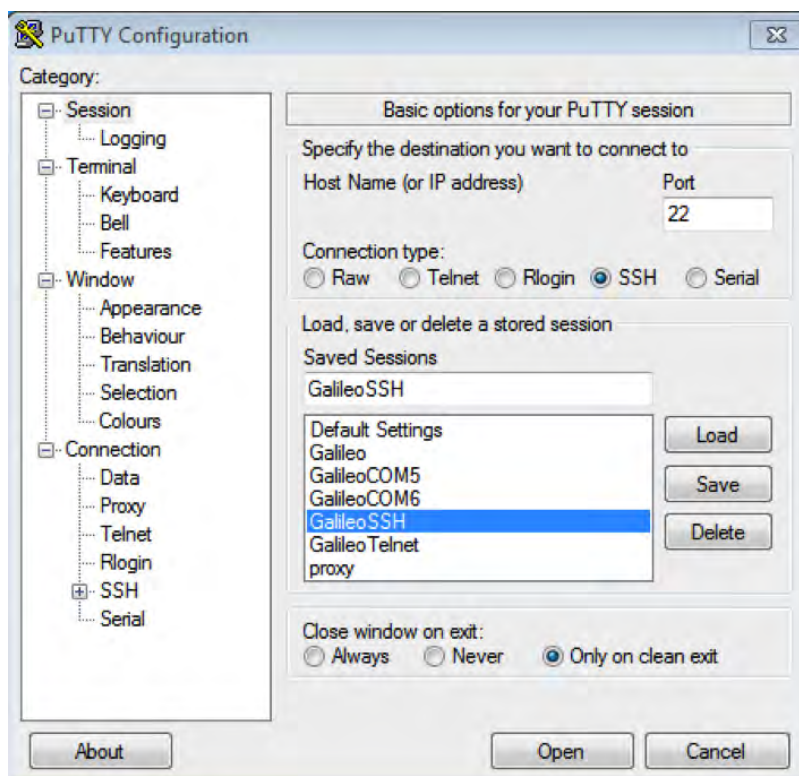 PuTTY Configuration
Category:
Session
Logging
Terminal
Keyboard
Bell
Features
Window
Appearance
Behaviour
Translation
Selection
Colours
Connection
Data
Proxy
Telnet
Rlogin
SSH
Serial
Basic options for your PuTTY session
Specify the destination you want to connect to
Host Name (or IP address) Port
22
Connection type:
Raw Telnet Rlogin SSH Serial
Load, save or delete a stored session
Saved Sessions
GalileoSSH
Default Settings
Galileo
GalileoCOM5
GalileoCOM6
GalileoSSH
GalileoTelnet
proxy
Load
Save
Delete
Close window on exit:
Always Never Only on clean exit
About Open Cancel